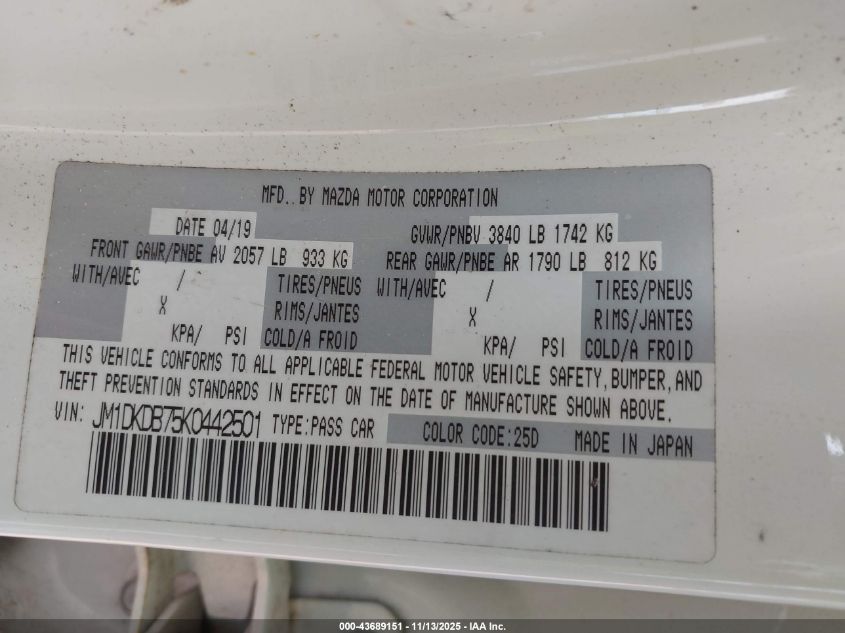 MFD.. BY MAZDA MOTOR CORPORATION
DATE 04/19 GVWR/PNBV 3840 LB 1742 KG
FRONT GAWR/PNBE AV 2057 LB 933 KG REAR GAWR/PNBE AR 1790 LB 812 KG
WITH/AVEC / TIRES/PNEUS WITH/AVEC / TIRES/PNEUS
X RIMS/JANTES X RIMS/JANTES
KPA/ PSI COLD/A FROID KPA/ PSI COLD/A FROID
THIS VEHICLE CONFORMS TO ALL APPLICABLE FEDERAL MOTOR VEHICLE SAFETY, BUMPER, AND
THEFT PREVENTION STANDARDS IN EFFECT ON THE DATE OF MANUFACTURE SHOWN ABOVE.
VIN: JM1DKDB75K0442501 TYPE:PASS CAR COLOR CODE:25D MADE IN JAPAN
000-43689151 - 11/13/2025 - IAA Inc.